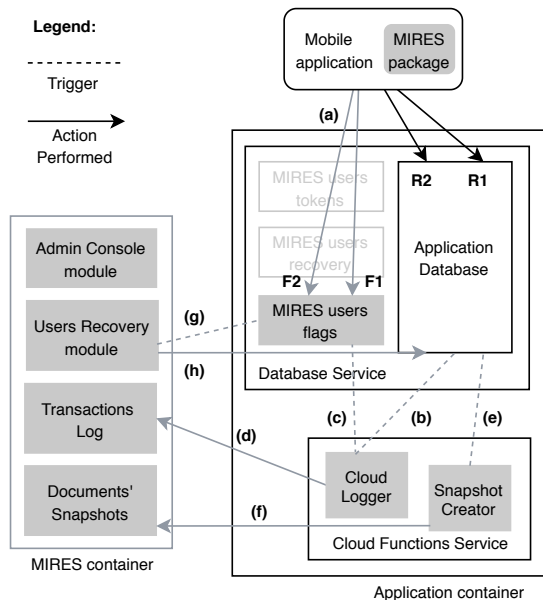 Legend:
Trigger
Action
Performed
Mobile
application
MIRES
package
(a)
R2
R1
MIRES users
tokens
MIRES users
recovery
Application
Database
F2
F1
MIRES users
flags
Database Service
Admin Console
module
Users Recovery
module
Transactions
Log
Documents'
Snapshots
MIRES container
(g)
(h)
(c)
(b)
(e)
(d)
(f)
Cloud
Logger
Snapshot
Creator
Cloud Functions Service
Application container